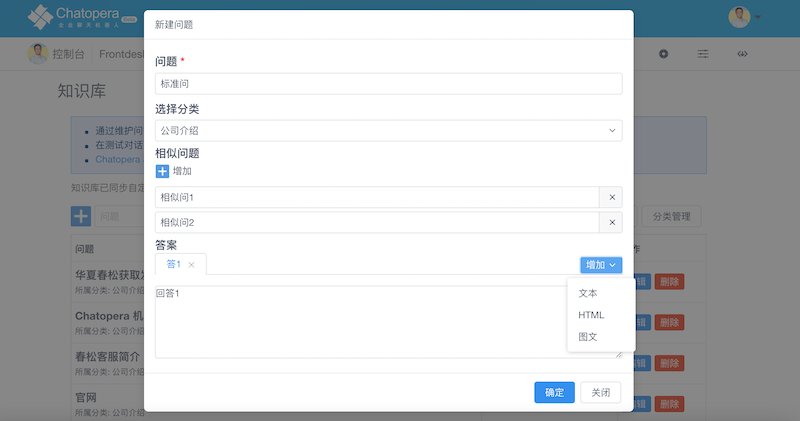 Chatopera
Beta
企业聊天机器人
控制台
Frontdesk
知识库
通过维护问
在测试对话
Chatopera
知识库已同步自定
问题
分类管理
问题
华夏春松获取
所属分类: 公司介绍
删除
Chatopera 机
所属分类: 公司介绍
删除
春松客服简介
所属分类: 公司介绍
删除
官网
所属分类: 公司介绍
删除
新建问题
问题 *
标准问
选择分类
公司介绍
相似问题
增加
相似问1
相似问2
答案
答1
增加
回答1
文本
HTML
图文
确定
关闭